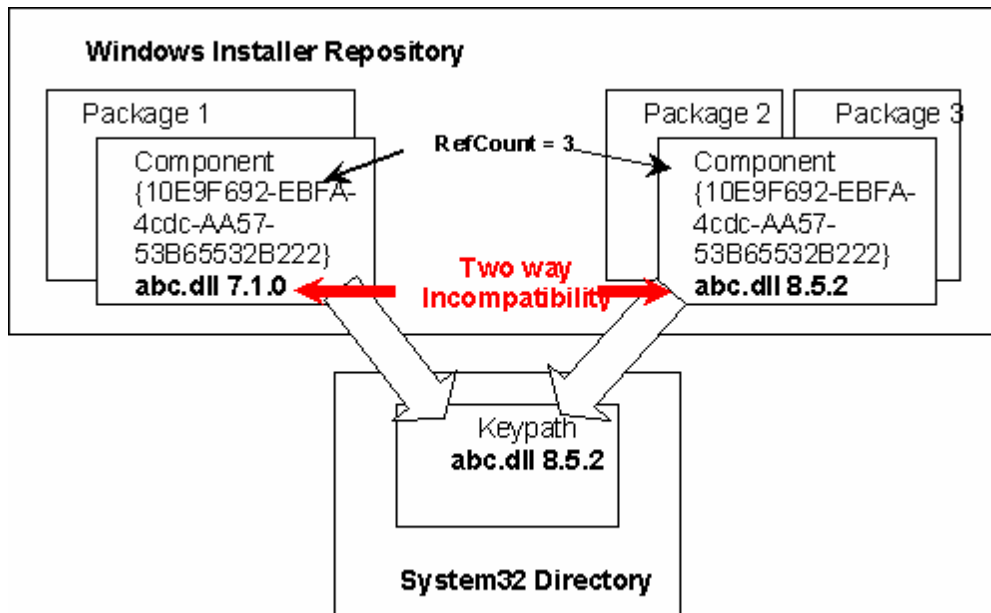 Windows Installer Repository
Package 1
Component
{10E9F692-EBFA-
4cdc-AA57-
53B65532B222}
abc.dll 7.1.0
RefCount = 3
Two way
Incompatibility
Package 2
Package 3
Component
{10E9F692-EBFA-
4cdc-AA57-
53B65532B222}
abc.dll 8.5.2
Keypath
abc.dll 8.5.2
System32 Directory